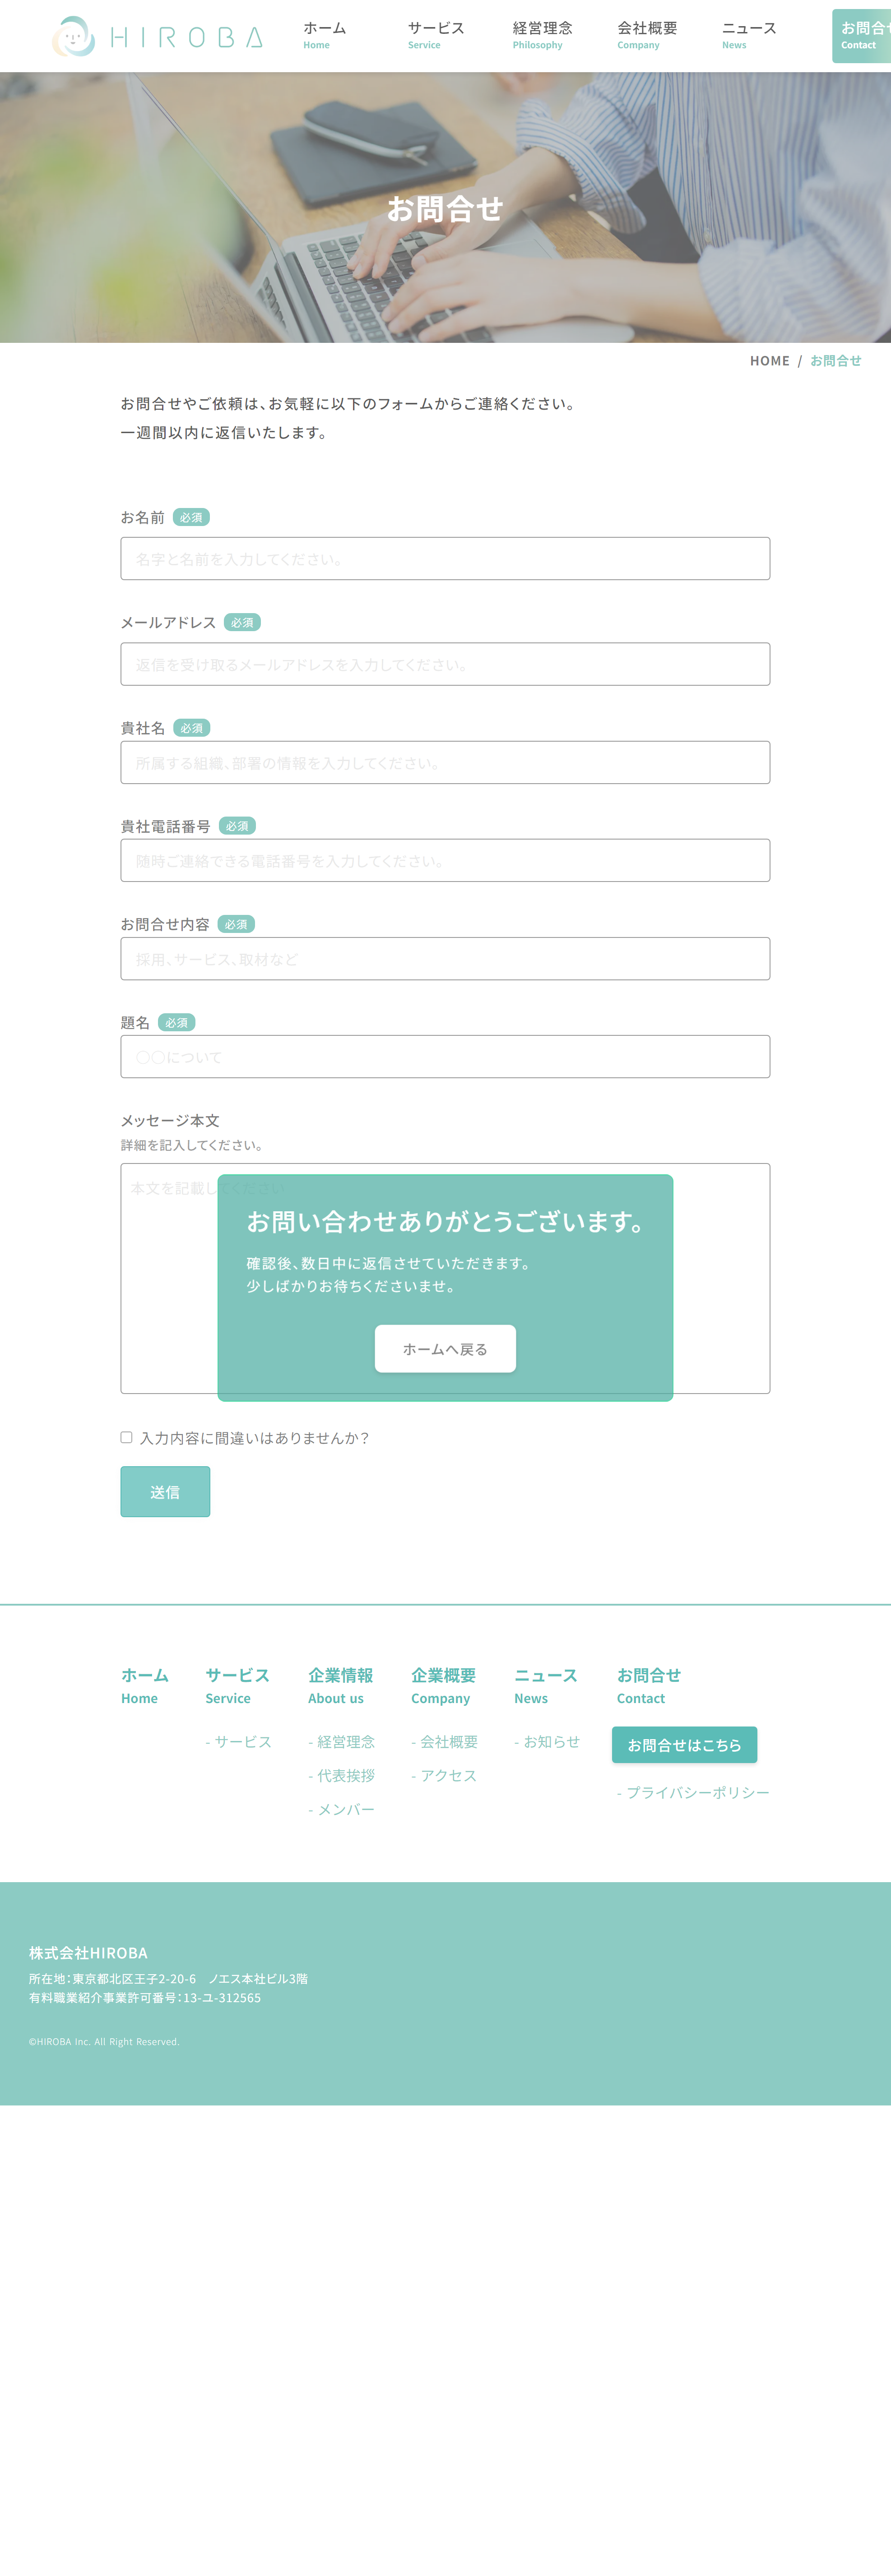 HIROBA
ホーム
Home
サービス
Service
経営理念
Philosophy
会社概要
Company
ニュース
News
お問合せ
Contact
お問合せ
HOME / お問合せ
お問合せやご依頼は、お気軽に以下のフォームからご連絡ください。
一週間以内に返信いたします。
お名前 必須
名字と名前を入力してください。
メールアドレス 必須
返信を受け取るメールアドレスを入力してください。
貴社名 必須
所属する組織、部署の情報を入力してください。
貴社電話番号 必須
随時ご連絡できる電話番号を入力してください。
お問合せ内容 必須
採用、サービス、取材など
題名 必須
〇〇について
メッセージ本文
詳細を記入してください。
本文を記載してください
お問い合わせありがとうございます。
確認後、数日中に返信させていただきます。
少しばかりお待ちくださいませ。
ホームへ戻る
入力内容に間違いはありませんか？
送信
ホーム
Home
サービス
Service
- サービス
企業情報
About us
- 経営理念
- 代表挨拶
- メンバー
企業概要
Company
- 会社概要
- アクセス
ニュース
News
- お知らせ
お問合せ
Contact
お問合せはこちら
- プライバシーポリシー
株式会社HIROBA
所在地：東京都北区王子2-20-6　ノエス本社ビル3階
有料職業紹介事業許可番号：13-ユ-312565
©HIROBA Inc. All Right Reserved.